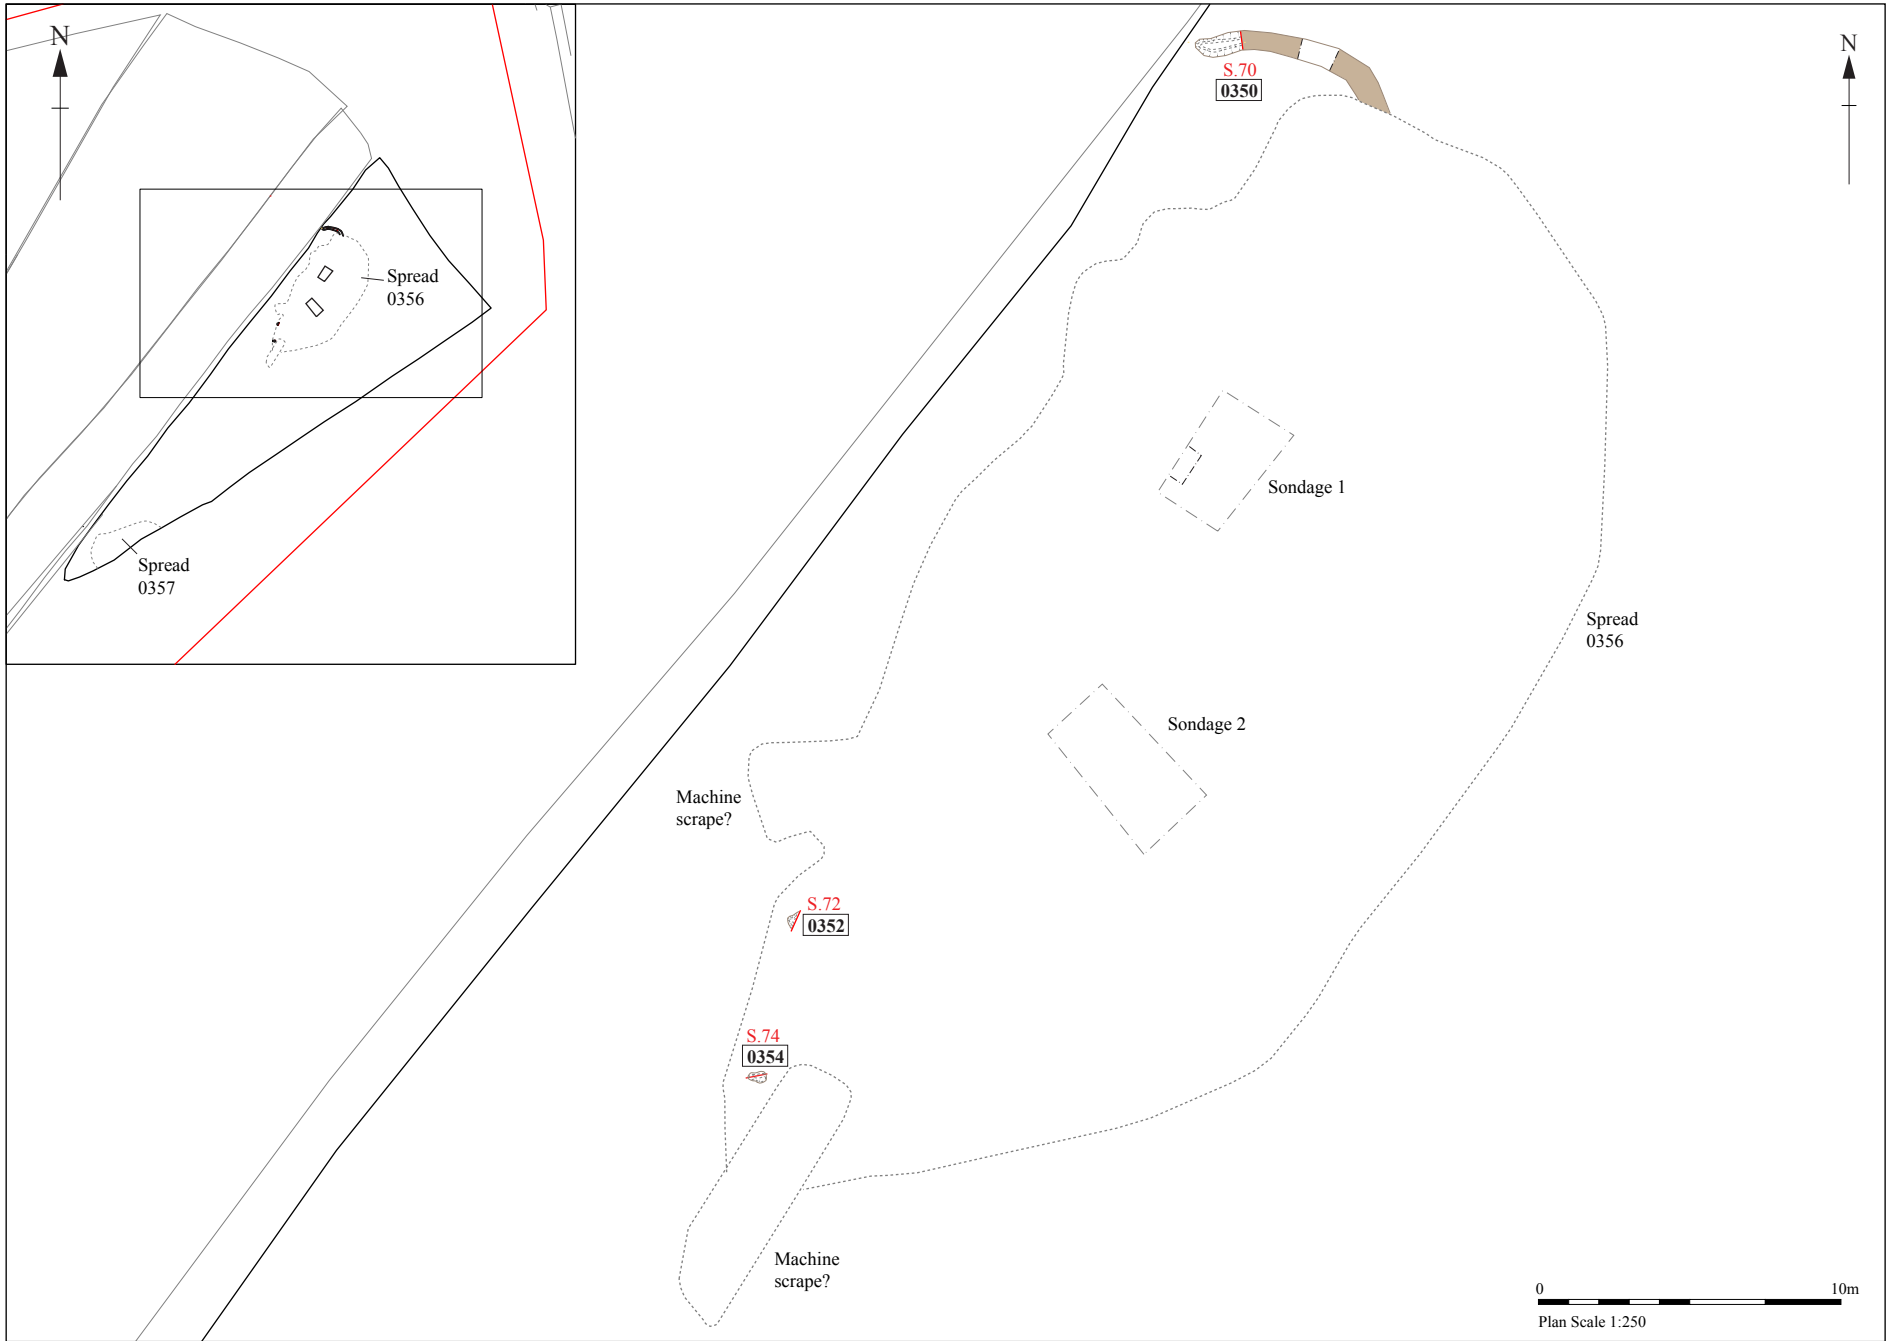 N
Spread
0356
Spread
0357
S.70
0350
N
Sondage 1
Spread
0356
Sondage 2
Machine
scrape?
S.72
0352
S.74
0354
Machine
scrape?
0 10m
Plan Scale 1:250